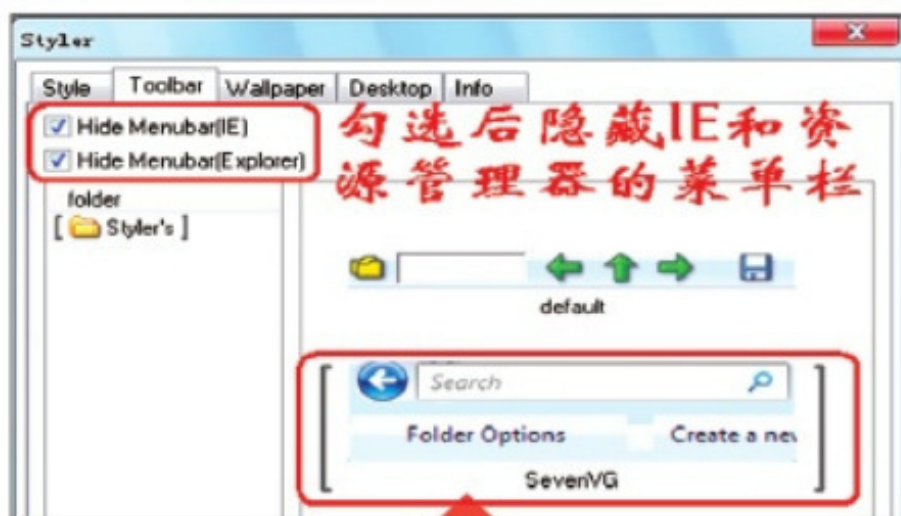 Styler
Style Toolbar Wallpaper Desktop Info
Hide Menubar(IE)
Hide Menubar(Explorer)
勾选后隐藏IE和资
源管理器的菜单栏
folder
[ Styler's ]
default
Search
Folder Options Create a new
SevenVG